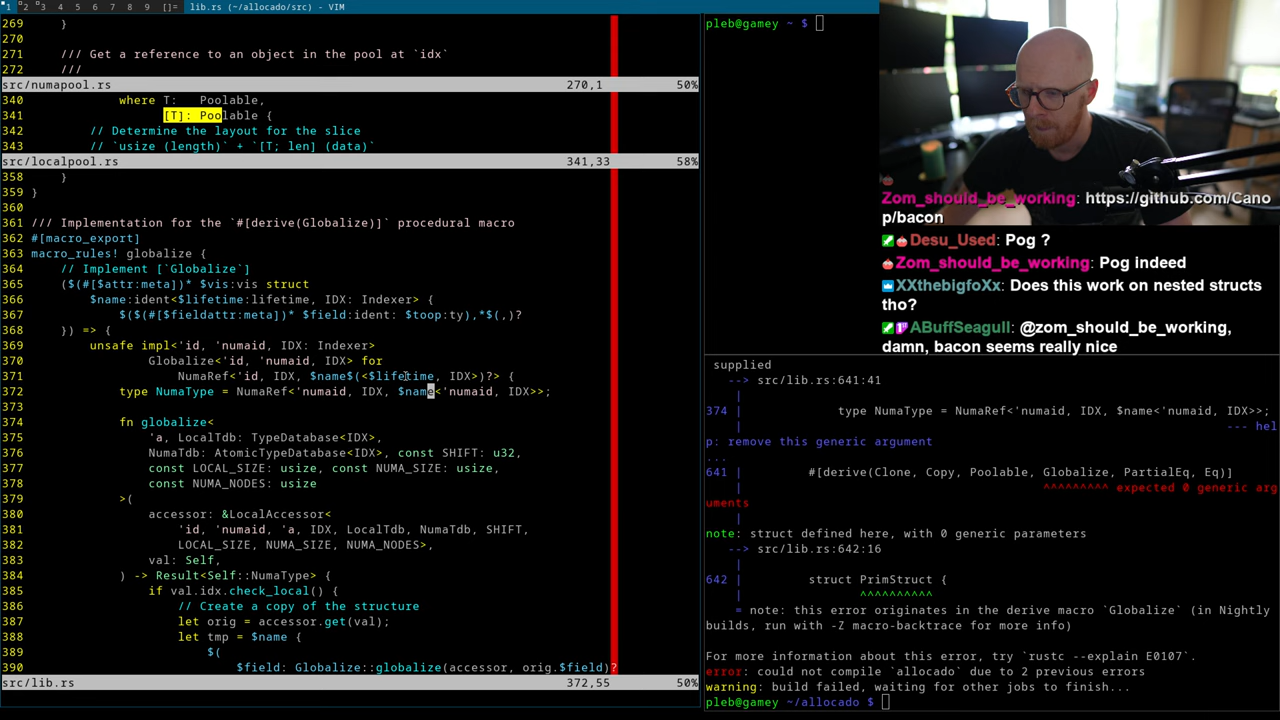 1 2 3 4 5 6 7 8 9 []= lib.rs (~/allocado/src) - VIM
269 }
270
271 /// Get a reference to an object in the pool at `idx`
272 ///
src/numapool.rs 270,1 50%
340 where T: Poolable,
341 [T]: Poolable {
342 // Determine the layout for the slice
343 // `usize (length)` + `[T; len] (data)`
src/localpool.rs 341,33 58%
358 }
359 }
360
361 /// Implementation for the `#[derive(Globalize)]` procedural macro
362 #[macro_export]
363 macro_rules! globalize {
364 // Implement [`Globalize`]
365 ($(#[$attr:meta])* $vis:vis struct
366 $name:ident<$lifetime:lifetime, IDX: Indexer> {
367 $($(#[$fieldattr:meta])* $field:ident: $toop:ty),*$(,)?
368 }) => {
369 unsafe impl<'id, 'numaid, IDX: Indexer>
370 Globalize<'id, 'numaid, IDX> for
371 NumaRef<'id, IDX, $name$(<$lifetime, IDX>)?> {
372 type NumaType = NumaRef<'numaid, IDX, $name<'numaid, IDX>>;
373
374 fn globalize<
375 'a, LocalTdb: TypeDatabase<IDX>,
376 NumaTdb: AtomicTypeDatabase<IDX>, const SHIFT: u32,
377 const LOCAL_SIZE: usize, const NUMA_SIZE: usize,
378 const NUMA_NODES: usize
379 >(
380 accessor: &LocalAccessor<
381 'id, 'numaid, 'a, IDX, LocalTdb, NumaTdb, SHIFT,
382 LOCAL_SIZE, NUMA_SIZE, NUMA_NODES>,
383 val: Self,
384 ) -> Result<Self::NumaType> {
385 if val.idx.check_local() {
386 // Create a copy of the structure
387 let orig = accessor.get(val);
388 let tmp = $name {
389 $(
390 $field: Globalize::globalize(accessor, orig.$field)?
src/lib.rs 372,55 50%
pleb@gamey ~ $
supplied
--> src/lib.rs:641:41
|
374 | type NumaType = NumaRef<'numaid, IDX, $name<'numaid, IDX>>;
| --- hel
p: remove this generic argument
...
641 | #[derive(Clone, Copy, Poolable, Globalize, PartialEq, Eq)]
| ^^^^^^^^^ expected 0 generic arg
uments
|
note: struct defined here, with 0 generic parameters
--> src/lib.rs:642:16
|
642 | struct PrimStruct {
| ^^^^^^^^^^
= note: this error originates in the derive macro `Globalize` (in Nightly
builds, run with -Z macro-backtrace for more info)
For more information about this error, try `rustc --explain E0107`.
error: could not compile `allocado` due to 2 previous errors
warning: build failed, waiting for other jobs to finish...
pleb@gamey ~/allocado $
Zom_should_be_working: https://github.com/Cano
p/bacon
Desu_Used: Pog ?
Zom_should_be_working: Pog indeed
XXthebigfoXx: Does this work on nested structs
tho?
ABuffSeagull: @zom_should_be_working,
damn, bacon seems really nice